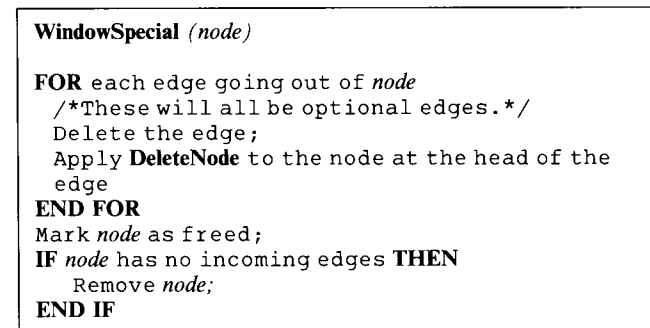 WindowSpecial (node)
FOR each edge going out of node
/*These will all be optional edges.*/
Delete the edge;
Apply DeleteNode to the node at the head of the
edge
END FOR
Mark node as freed;
IF node has no incoming edges THEN
Remove node;
END IF